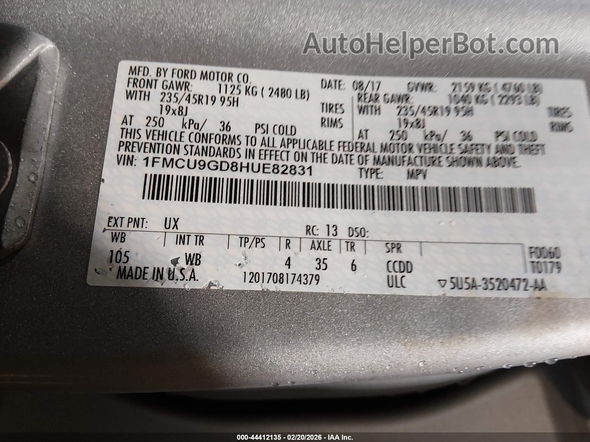 AutoHelperBot.com
MFD. BY FORD MOTOR CO.
DATE: 08/17
GVWR: 2159 KG (4760 LB)
FRONT GAWR: 1125 KG (2480 LB)
REAR GAWR: 1040 KG (2293 LB)
WITH 235/45R19 95H TIRES
WITH 235/45R19 95H TIRES
19x8J RIMS
19x8J RIMS
AT 250 kPa/ 36 PSI COLD
AT 250 kPa/ 36 PSI COLD
THIS VEHICLE CONFORMS TO ALL APPLICABLE FEDERAL MOTOR VEHICLE SAFETY AND THEFT
PREVENTION STANDARDS IN EFFECT ON THE DATE OF MANUFACTURE SHOWN ABOVE.
VIN: 1FMCU9GD8HUE82831
TYPE: MPV
EXT PNT: UX RC: 13 DSO:
WB INT TR TP/PS R AXLE TR SPR F0060
105 WB 4 35 6 CCDD T0179
MADE IN U.S.A. 1201708174379 ULC ▽5U5A-3520472-AA
000-44412135 - 02/20/2026 - IAA Inc.